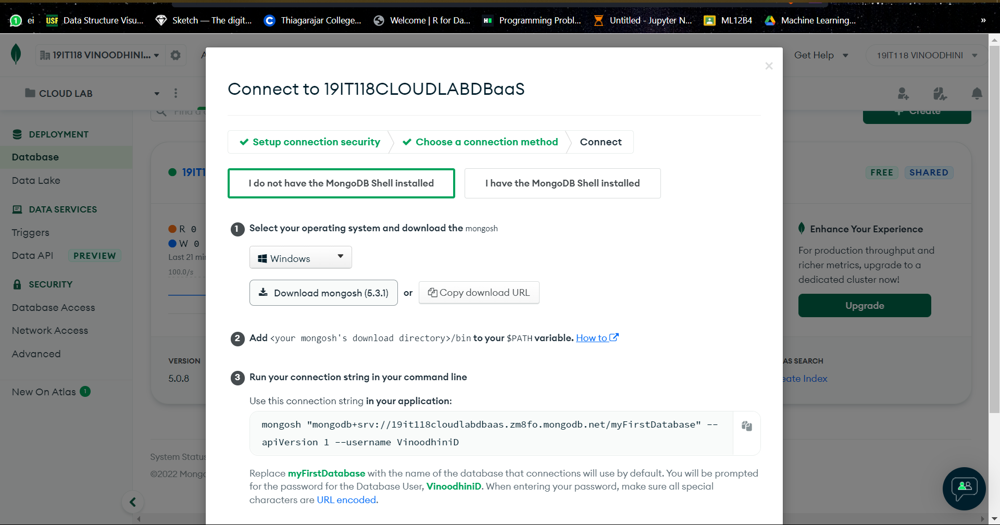 ei
USF Data Structure Visu...
Sketch — The digit...
C Thiagarajar College...
Welcome | R for Da...
Programming Probl...
Untitled - Jupyter N...
ML12B4
Machine Learning...
»
19IT118 VINOODHINI...
A
Get Help
19IT118 VINOODHINI
CLOUD LAB
Create
DEPLOYMENT
Database
Data Lake
DATA SERVICES
Triggers
Data API PREVIEW
SECURITY
Database Access
Network Access
Advanced
New On Atlas 1
19IT1
R 0
W 0
Last 21 mi
100.0/s
VERSION
5.0.8
System Status
©2022 Mongo
Connect to 19IT118CLOUDLABDBaaS
Setup connection security
Choose a connection method
Connect
I do not have the MongoDB Shell installed
I have the MongoDB Shell installed
1 Select your operating system and download the mongosh
Windows
Download mongosh (5.3.1) or Copy download URL
2 Add <your mongosh's download directory>/bin to your $PATH variable. How to
3 Run your connection string in your command line
Use this connection string in your application:
mongosh "mongodb+srv://19it118cloudlabdbaas.zm8fo.mongodb.net/myFirstDatabase" --
apiVersion 1 --username VinoodhiniD
Replace myFirstDatabase with the name of the database that connections will use by default. You will be prompted
for the password for the Database User, VinoodhiniD. When entering your password, make sure all special
characters are URL encoded.
FREE SHARED
Enhance Your Experience
For production throughput and
richer metrics, upgrade to a
dedicated cluster now!
Upgrade
AS SEARCH
eate Index